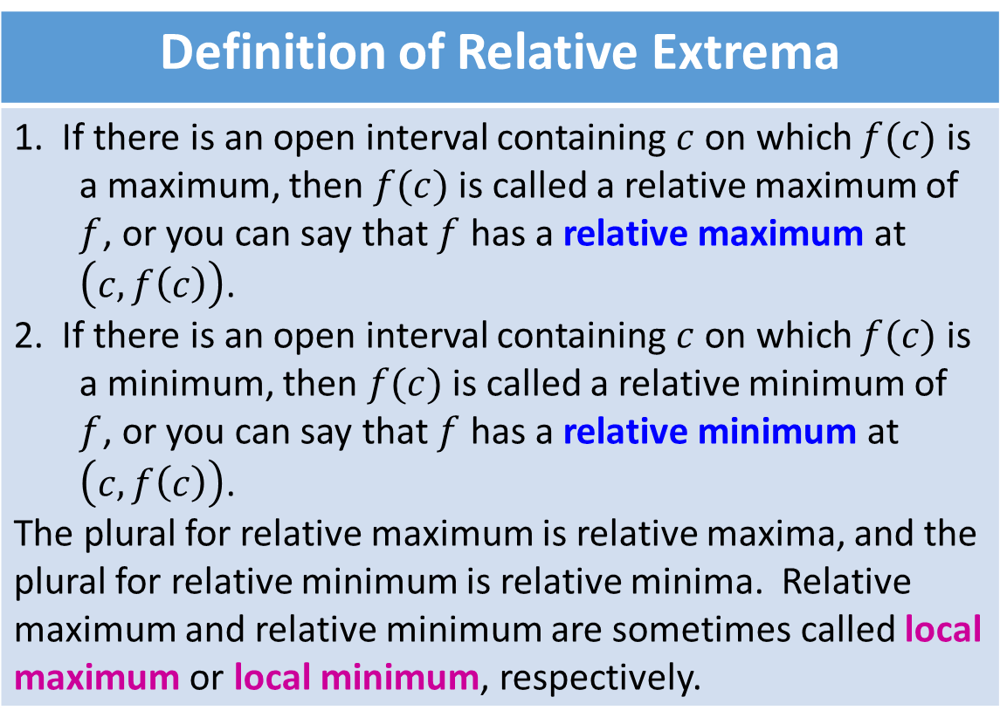 Definition of Relative Extrema
1. If there is an open interval containing 𝑐 on which 𝑓(𝑐) is
a maximum, then 𝑓(𝑐) is called a relative maximum of
𝑓, or you can say that 𝑓 has a relative maximum at
(𝑐, 𝑓(𝑐)).
2. If there is an open interval containing 𝑐 on which 𝑓(𝑐) is
a minimum, then 𝑓(𝑐) is called a relative minimum of
𝑓, or you can say that 𝑓 has a relative minimum at
(𝑐, 𝑓(𝑐)).
The plural for relative maximum is relative maxima, and the
plural for relative minimum is relative minima. Relative
maximum and relative minimum are sometimes called local
maximum or local minimum, respectively.